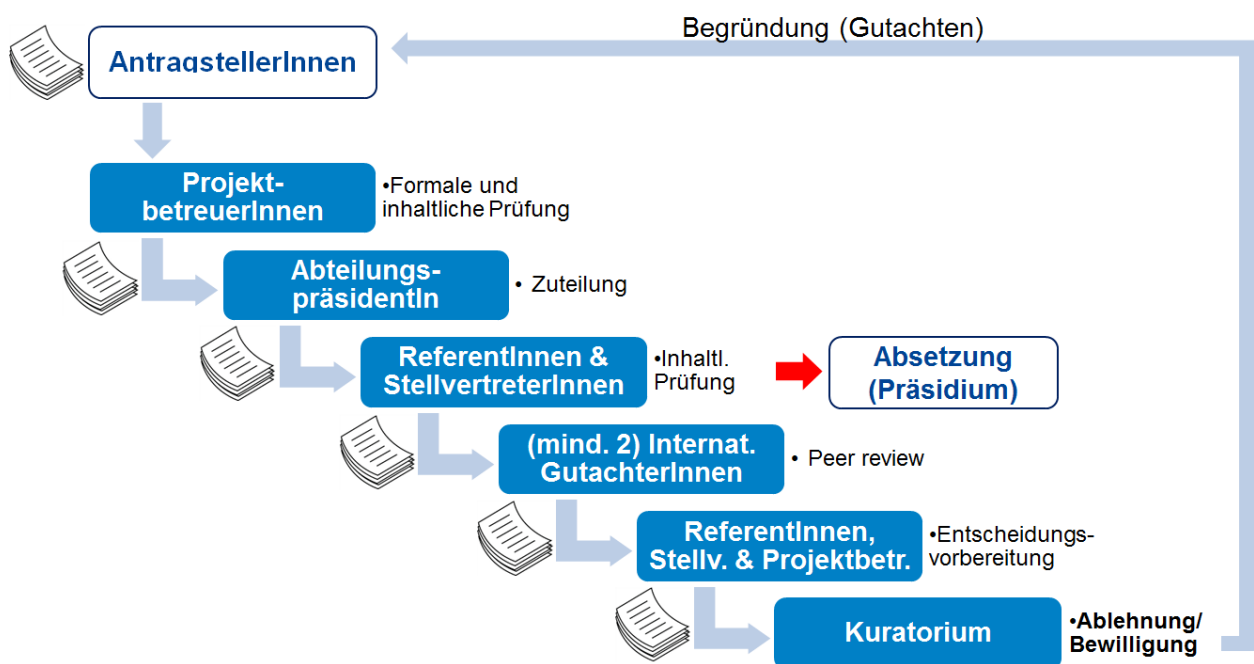 Begründung (Gutachten)
AntragstellerInnen
Projekt-
betreuerInnen
•Formale und
inhaltliche Prüfung
Abteilungs-
präsidentIn
• Zuteilung
ReferentInnen &
StellvertreterInnen
•Inhaltl.
Prüfung
Absetzung
(Präsidium)
(mind. 2) Internat.
GutachterInnen
• Peer review
ReferentInnen,
Stellv. & Projektbetr.
•Entscheidungs-
vorbereitung
Kuratorium
•Ablehnung/
Bewilligung